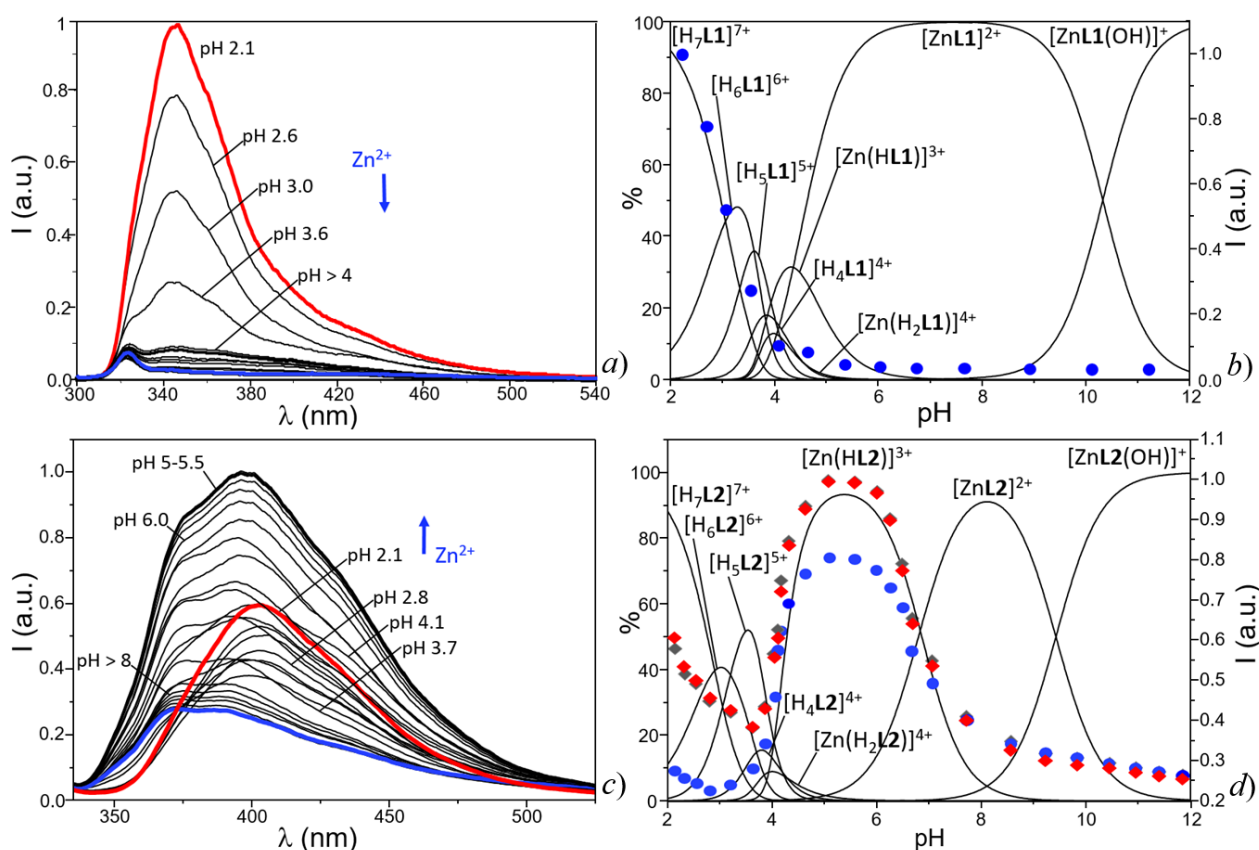 1
0.8
0.6
0.4
0.2
0.0
I (a.u.)
pH 2.1
pH 2.6
pH 3.0
pH 3.6
pH > 4
Zn²⁺
300 340 380 420 460 500 540
λ (nm)
a)
%
100
80
60
40
20
0
[H₇L1]⁷⁺
[H₆L1]⁶⁺
[H₅L1]⁵⁺
[Zn(HL1)]³⁺
[H₄L1]⁴⁺
[Zn(H₂L1)]⁴⁺
[ZnL1]²⁺
[ZnL1(OH)]⁺
1.0
0.8
0.6
0.4
0.2
0.0
I (a.u.)
2 4 6 8 10 12
pH
b)
1.0
0.8
0.6
0.4
0.2
0.0
I (a.u.)
pH 5-5.5
pH 6.0
pH 2.1
pH 2.8
pH 4.1
pH 3.7
pH > 8
Zn²⁺
350 400 450 500
λ (nm)
c)
100
80
60
40
20
0
%
[H₇L2]⁷⁺
[H₆L2]⁶⁺
[H₅L2]⁵⁺
[Zn(HL2)]³⁺
[ZnL2]²⁺
[ZnL2(OH)]⁺
[H₄L2]⁴⁺
[Zn(H₂L2)]⁴⁺
1.1
1.0
0.9
0.8
0.7
0.6
0.5
0.4
0.3
0.2
I (a.u.)
2 4 6 8 10 12
pH
d)